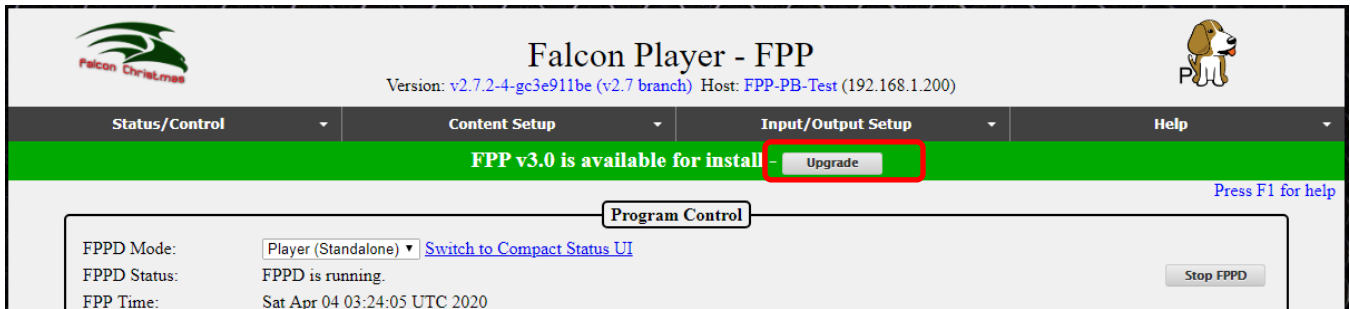 Falcon Christmas
Falcon Player - FPP
Version: v2.7.2-4-gc3e911be (v2.7 branch) Host: FPP-PB-Test (192.168.1.200)
Status/Control Content Setup Input/Output Setup Help
FPP v3.0 is available for install - Upgrade
Press F1 for help
Program Control
FPPD Mode: Player (Standalone) Switch to Compact Status UI
FPPD Status: FPPD is running. Stop FPPD
FPP Time: Sat Apr 04 03:24:05 UTC 2020